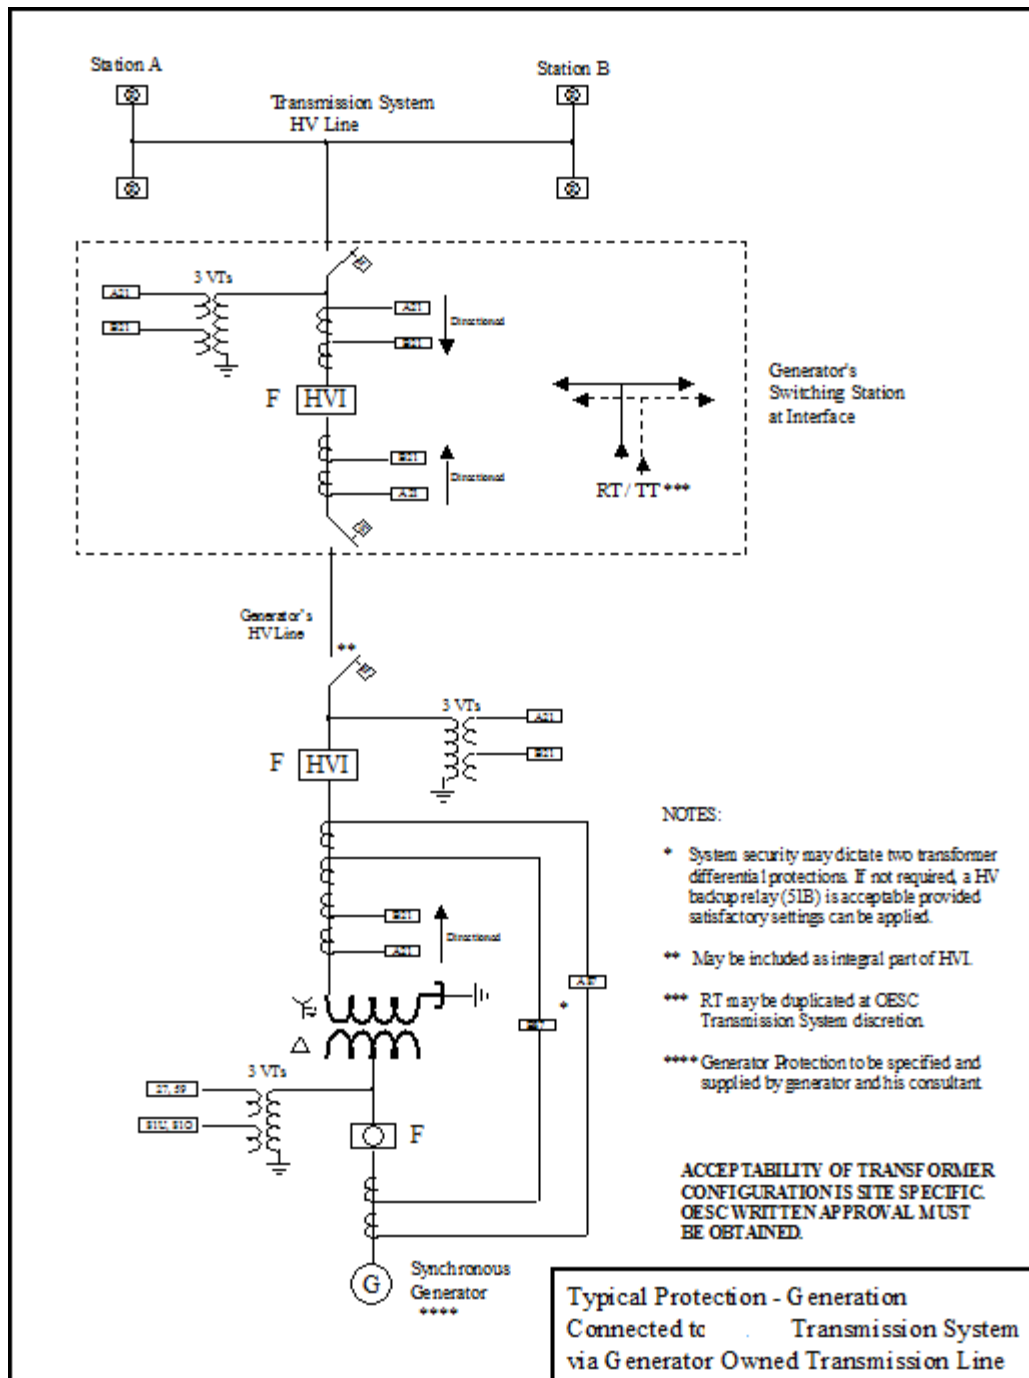 Station A
Station B
Transmission System
HV Line
3 VTs
A21
B21
A21
B21
Directional
F
HVI
B21
A21
Directional
RT / TT ***
Generator's
Switching Station
at Interface
Generator's
HV Line
**
3 VTs
A21
B21
F
HVI
B21
A21
Directional
A87
B87
*
3 VTs
27, 59
81U, 81O
F
G
Synchronous
Generator
****
NOTES:
* System security may dictate two transformer
differential protections. If not required, a HV
backup relay (51B) is acceptable provided
satisfactory settings can be applied.
** May be included as integral part of HVI.
*** RT may be duplicated at OESC
Transmission System discretion.
**** Generator Protection to be specified and
supplied by generator and his consultant.
ACCEPTABILITY OF TRANSFORMER
CONFIGURATION IS SITE SPECIFIC.
OESC WRITTEN APPROVAL MUST
BE OBTAINED.
Typical Protection - Generation
Connected to Transmission System
via Generator Owned Transmission Line